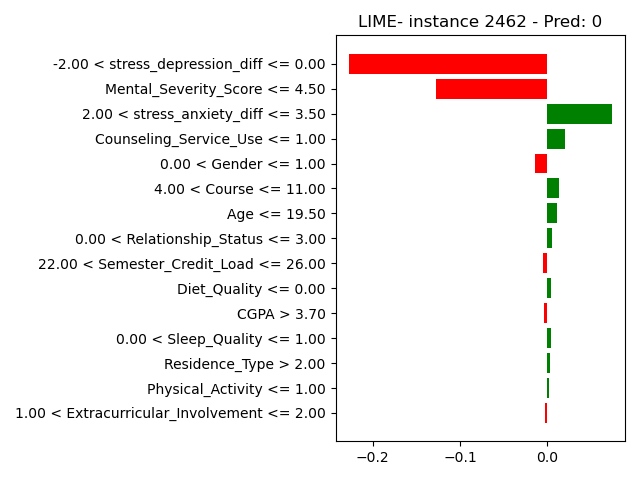 LIME- instance 2462 - Pred: 0
-2.00 < stress_depression_diff <= 0.00
Mental_Severity_Score <= 4.50
2.00 < stress_anxiety_diff <= 3.50
Counseling_Service_Use <= 1.00
0.00 < Gender <= 1.00
4.00 < Course <= 11.00
Age <= 19.50
0.00 < Relationship_Status <= 3.00
22.00 < Semester_Credit_Load <= 26.00
Diet_Quality <= 0.00
CGPA > 3.70
0.00 < Sleep_Quality <= 1.00
Residence_Type > 2.00
Physical_Activity <= 1.00
1.00 < Extracurricular_Involvement <= 2.00
−0.2 −0.1 0.0